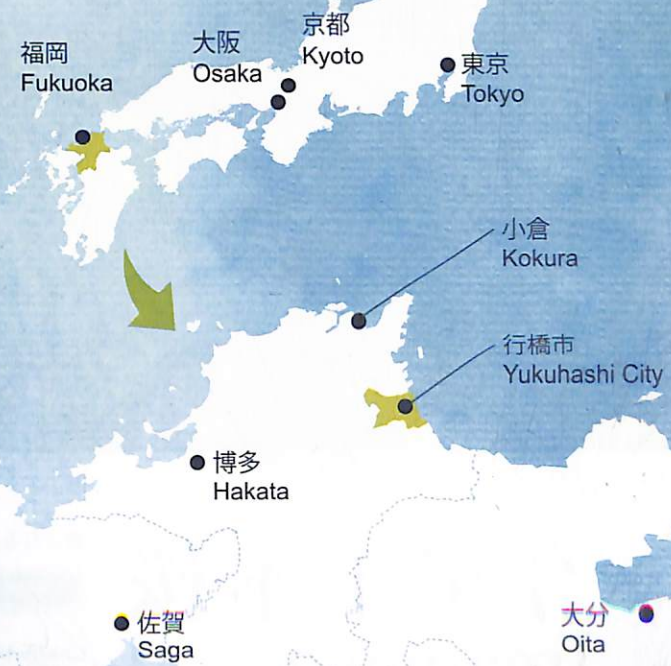 福岡
Fukuoka
大阪
Osaka
京都
Kyoto
東京
Tokyo
小倉
Kokura
行橋市
Yukuhashi City
博多
Hakata
佐賀
Saga
大分
Oita